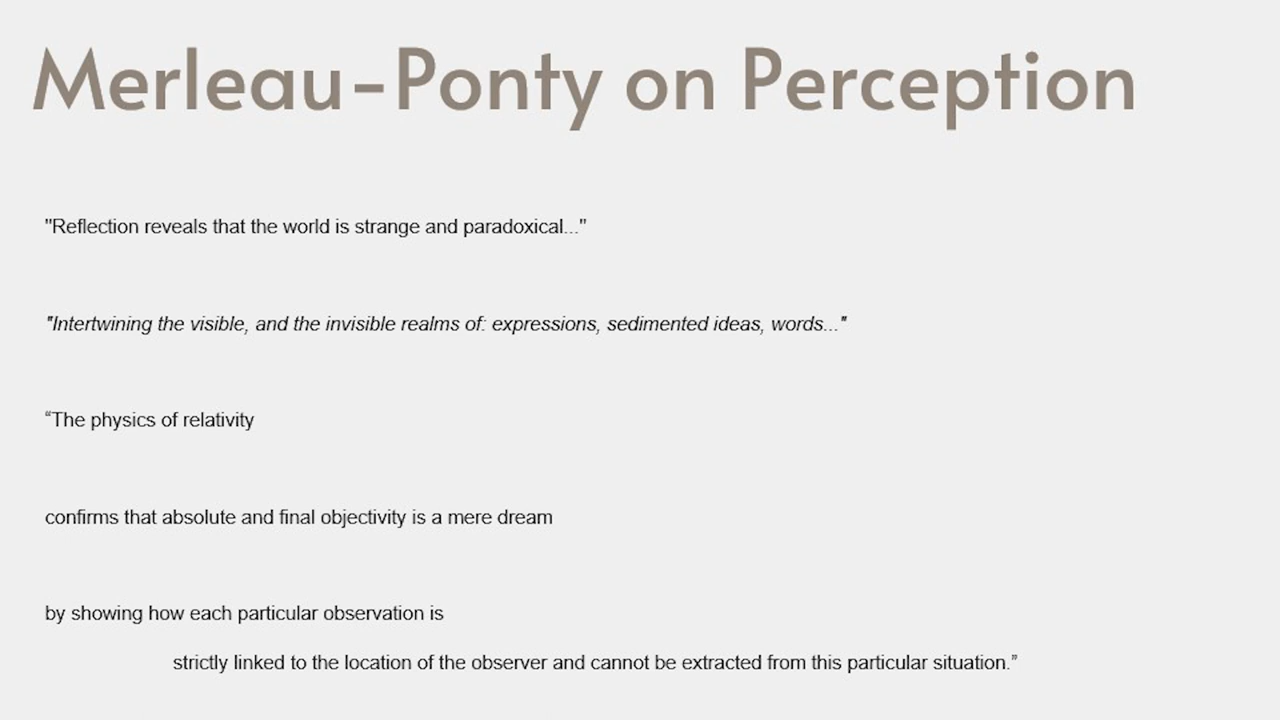 Merleau-Ponty on Perception
"Reflection reveals that the world is strange and paradoxical..."
"Intertwining the visible, and the invisible realms of: expressions, sedimented ideas, words..."
“The physics of relativity
confirms that absolute and final objectivity is a mere dream
by showing how each particular observation is
strictly linked to the location of the observer and cannot be extracted from this particular situation.”